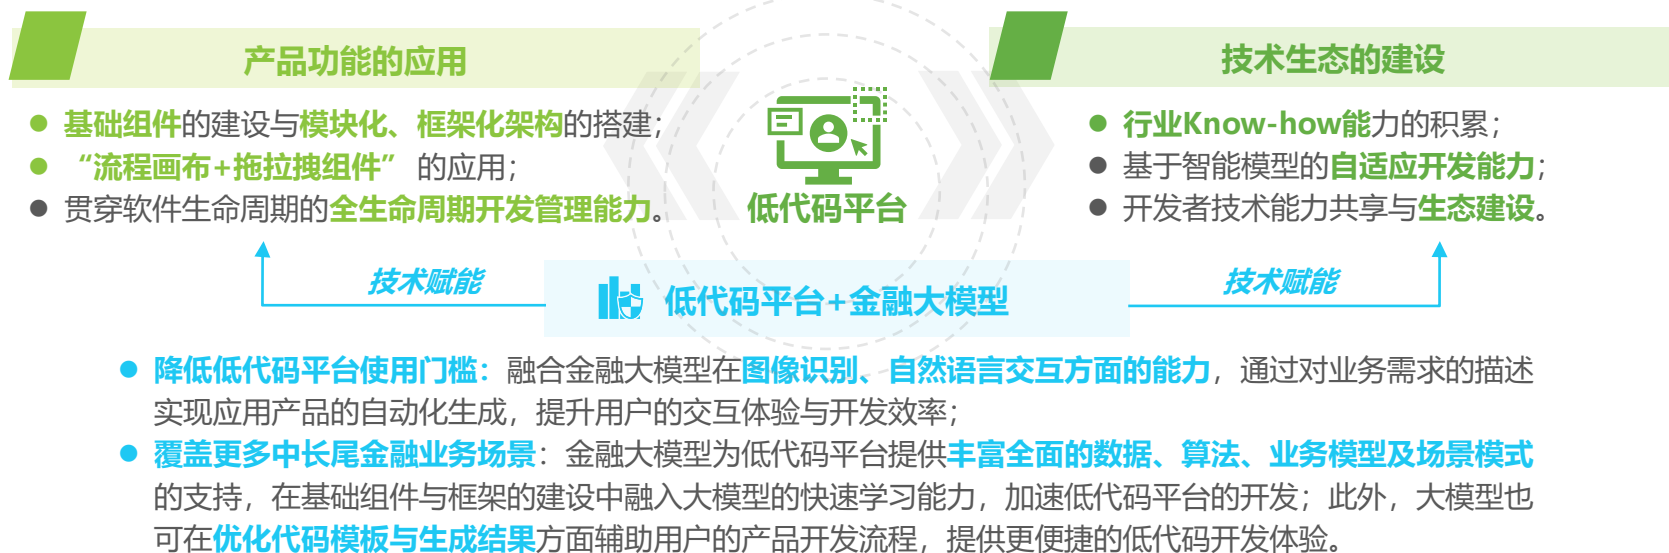 产品功能的应用
基础组件的建设与模块化、框架化架构的搭建；
“流程画布+拖拉拽组件” 的应用；
贯穿软件生命周期的全生命周期开发管理能力。
低代码平台
技术生态的建设
行业Know-how能力的积累；
基于智能模型的自适应开发能力；
开发者技术能力共享与生态建设。
技术赋能
低代码平台+金融大模型
技术赋能
降低低代码平台使用门槛：融合金融大模型在图像识别、自然语言交互方面的能力，通过对业务需求的描述
实现应用产品的自动化生成，提升用户的交互体验与开发效率；
覆盖更多中长尾金融业务场景：金融大模型为低代码平台提供丰富全面的数据、算法、业务模型及场景模式
的支持，在基础组件与框架的建设中融入大模型的快速学习能力，加速低代码平台的开发；此外，大模型也
可在优化代码模板与生成结果方面辅助用户的产品开发流程，提供更便捷的低代码开发体验。